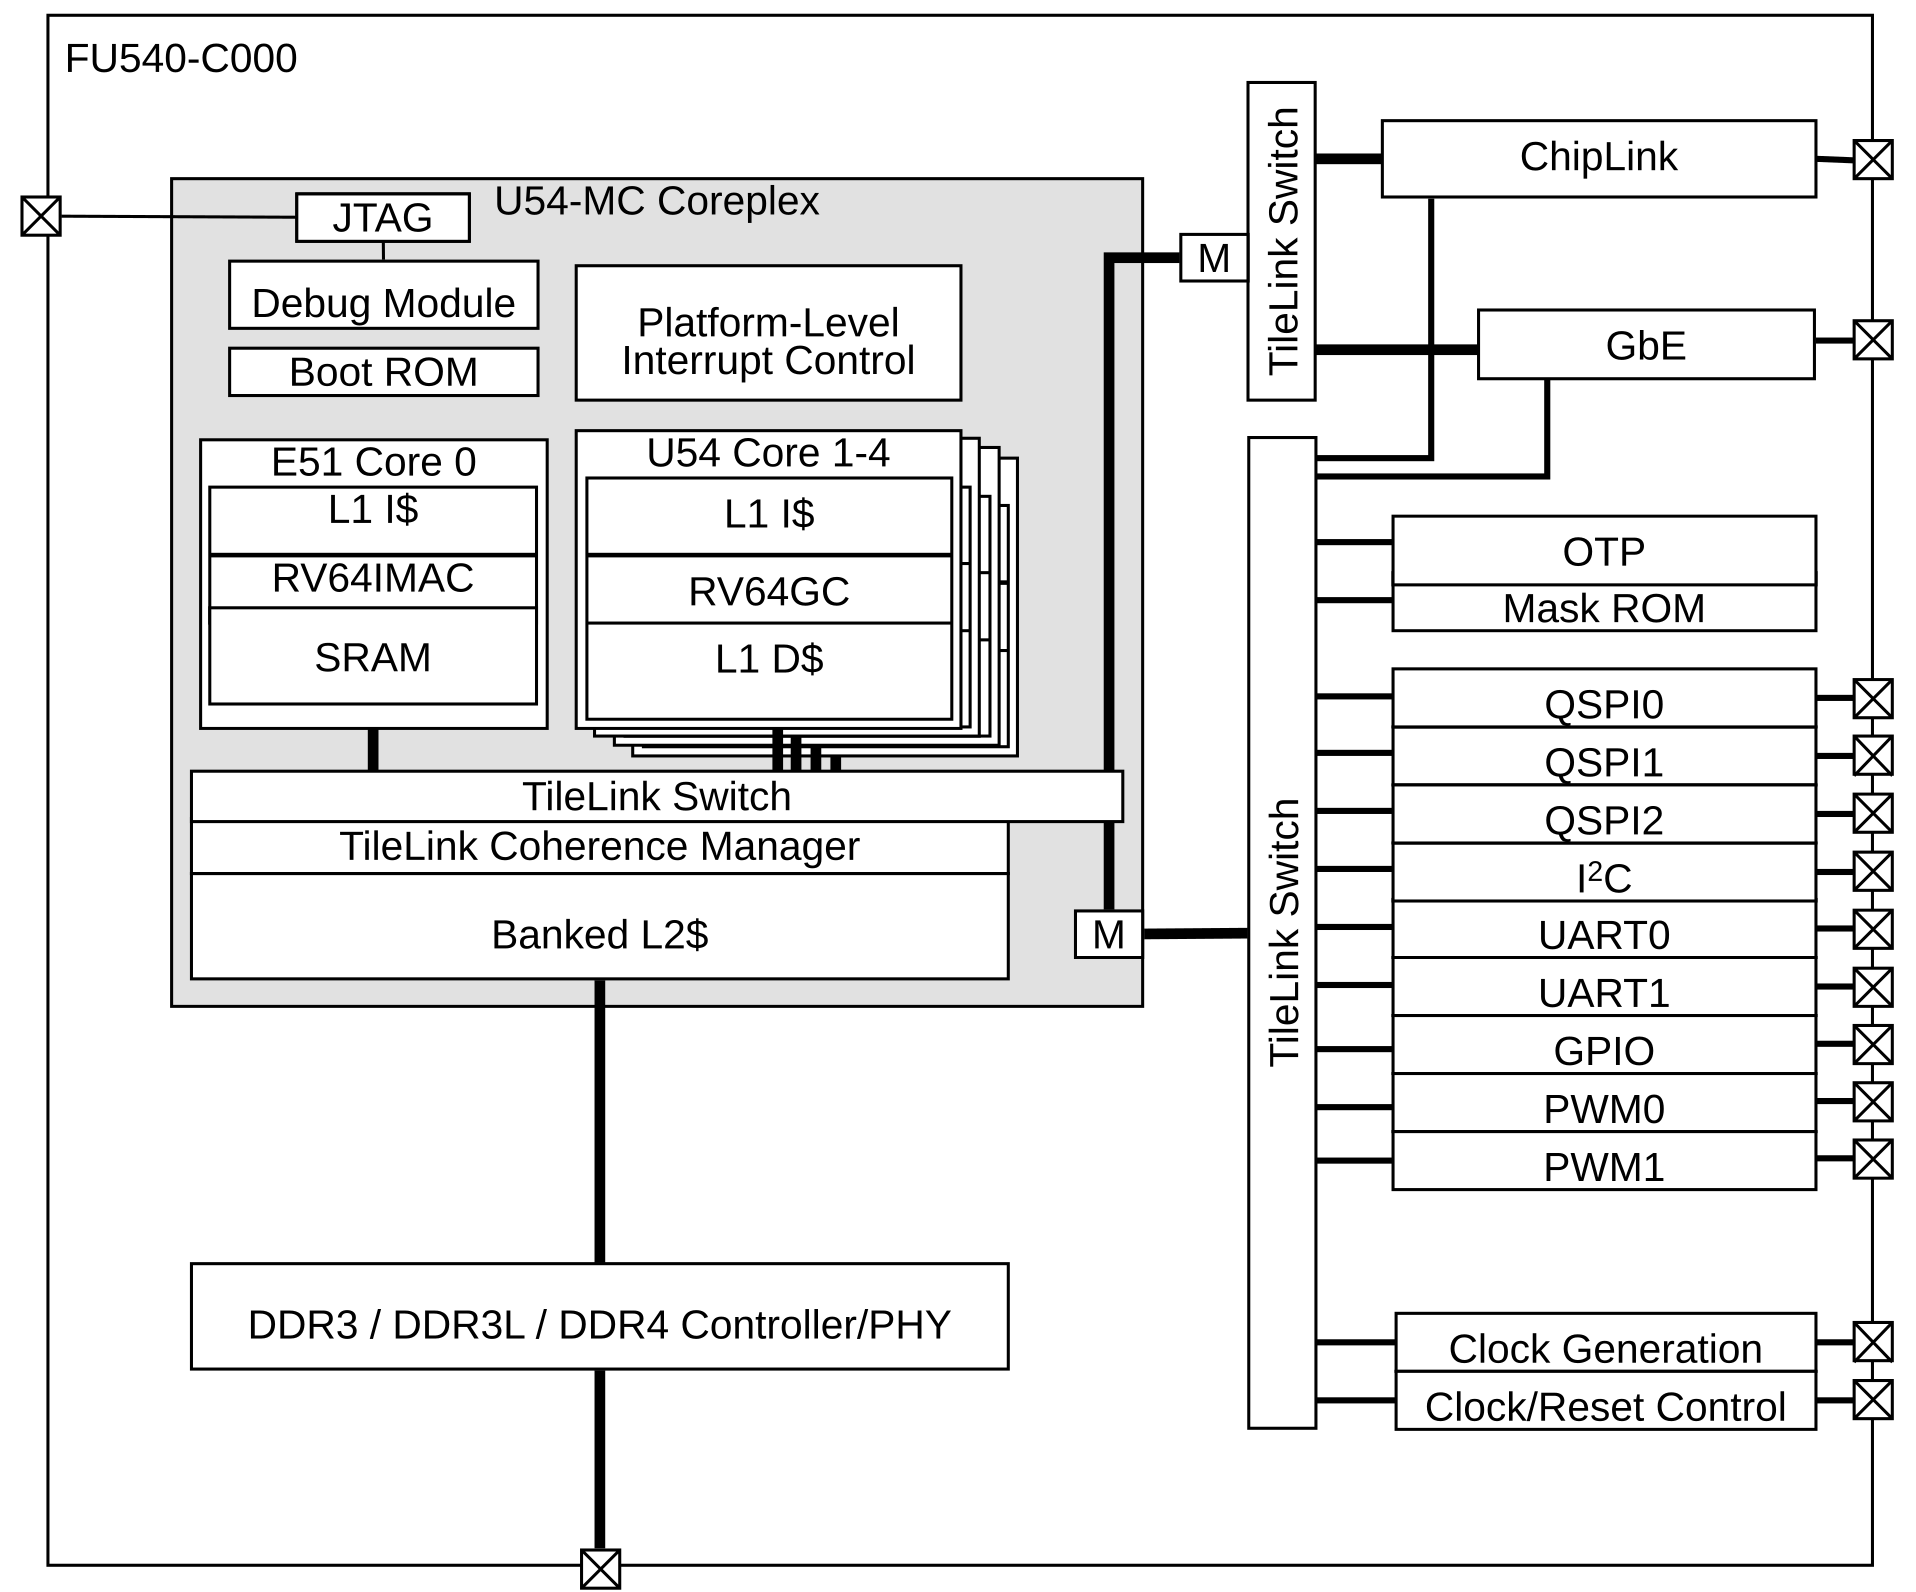 FU540-C000
U54-MC Coreplex
JTAG
Debug Module
Boot ROM
Platform-Level
Interrupt Control
E51 Core 0
L1 I$
RV64IMAC
SRAM
U54 Core 1-4
L1 I$
RV64GC
L1 D$
TileLink Switch
TileLink Coherence Manager
Banked L2$
M
DDR3 / DDR3L / DDR4 Controller/PHY
M
TileLink Switch
ChipLink
GbE
TileLink Switch
OTP
Mask ROM
QSPI0
QSPI1
QSPI2
I²C
UART0
UART1
GPIO
PWM0
PWM1
Clock Generation
Clock/Reset Control